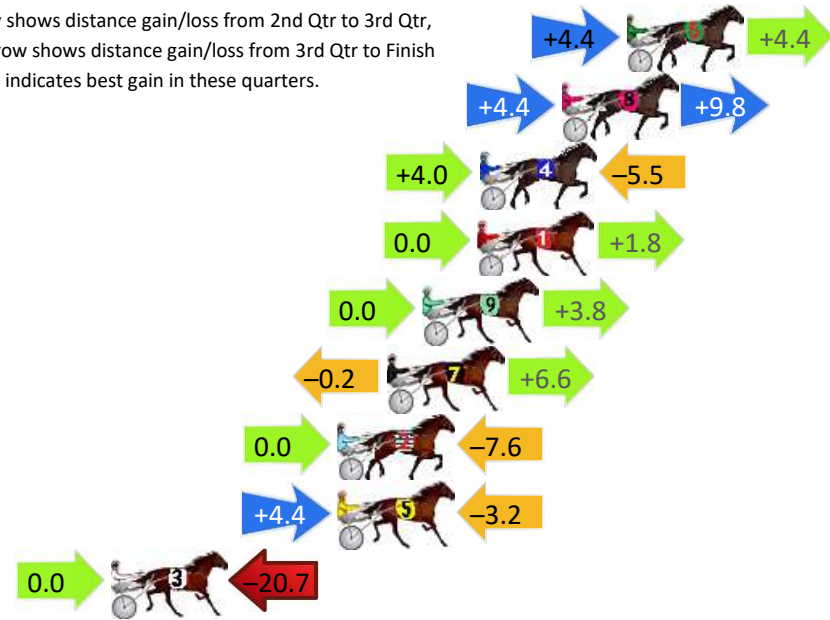 shows distance gain/loss from 2nd Qtr to 3rd Qtr,
row shows distance gain/loss from 3rd Qtr to Finish
indicates best gain in these quarters.
+4.4 6 +4.4
+4.4 8 +9.8
+4.0 4 –5.5
0.0 1 +1.8
0.0 9 +3.8
–0.2 7 +6.6
0.0 2 –7.6
+4.4 5 –3.2
0.0 3 –20.7